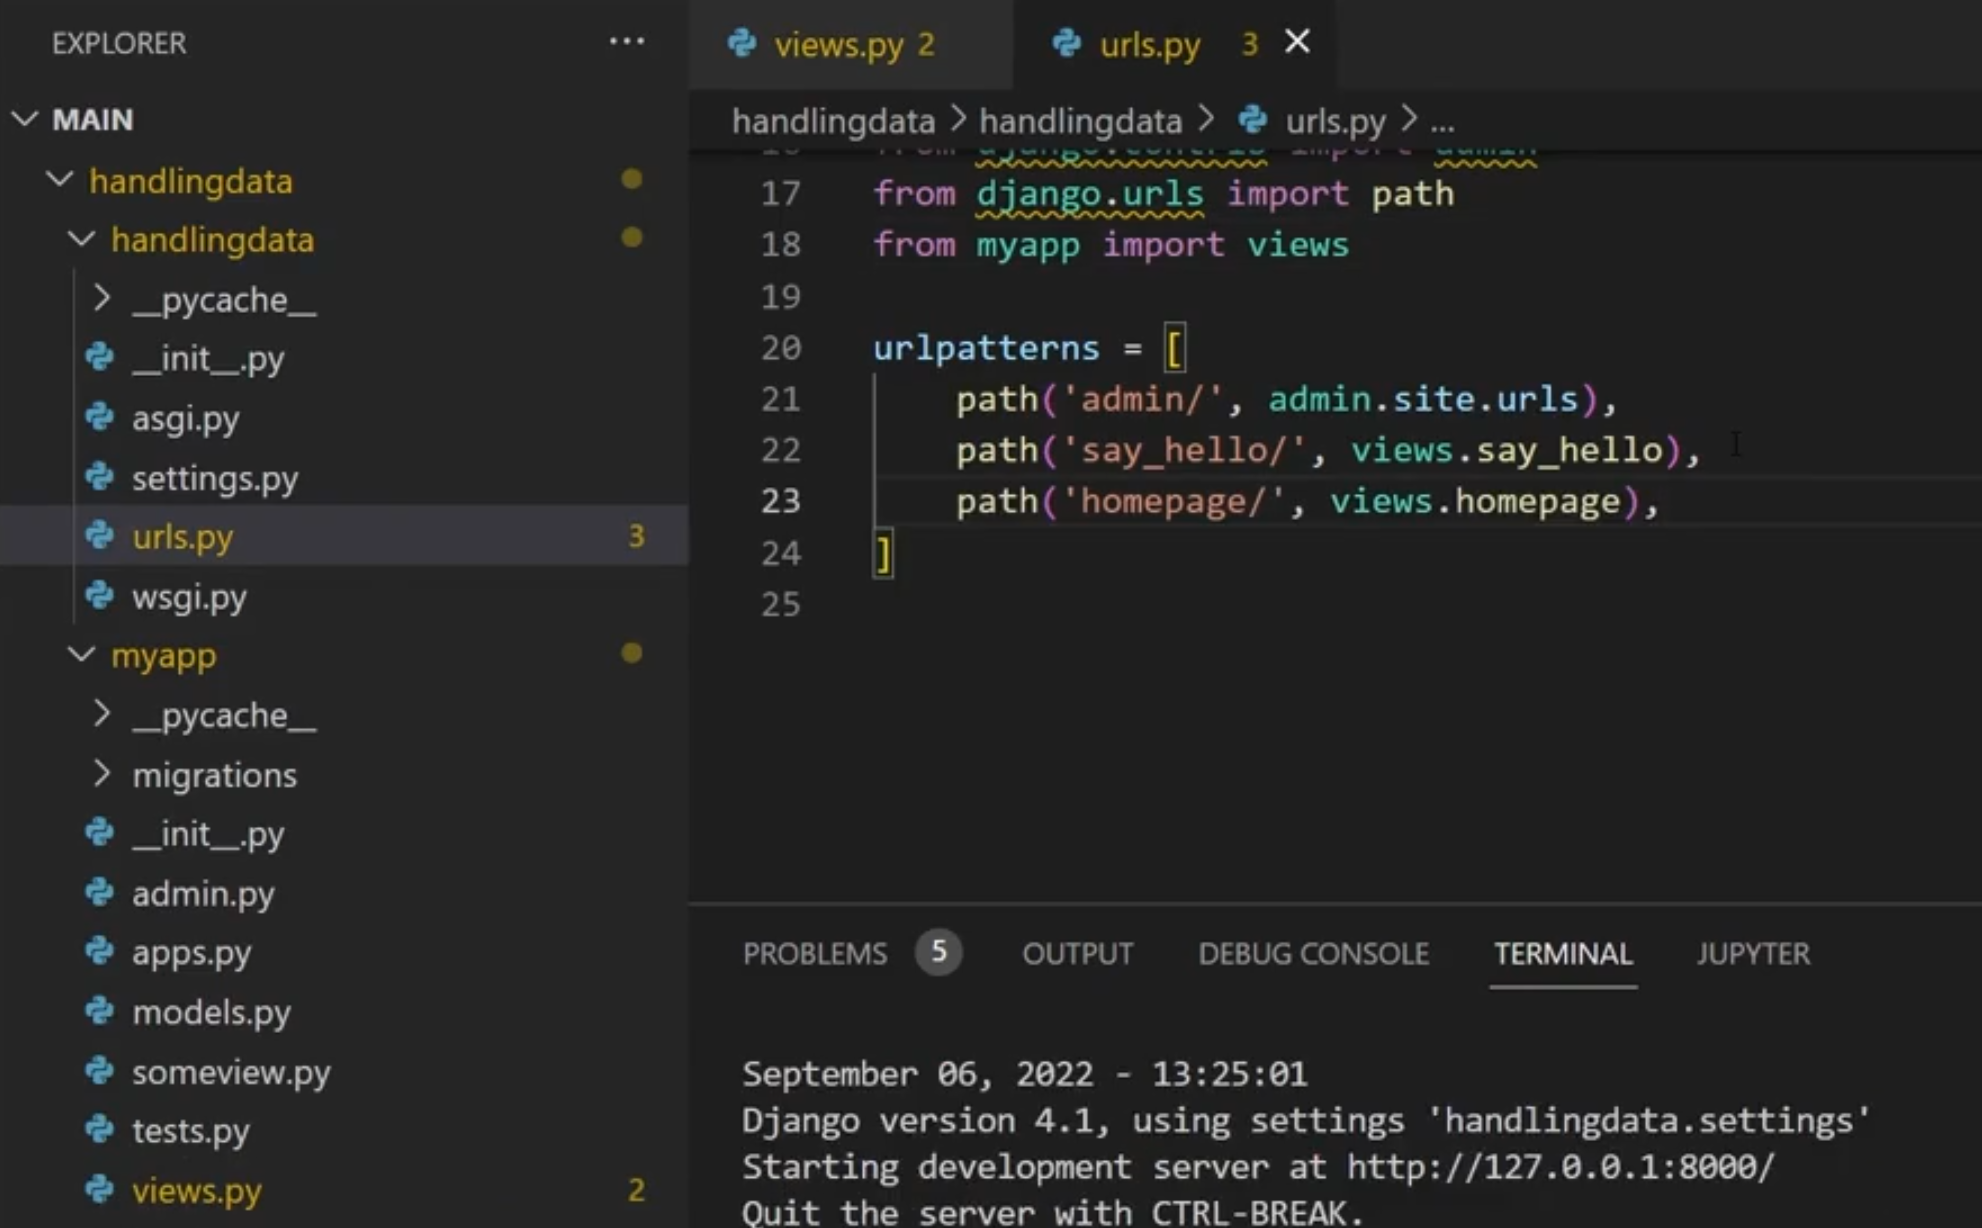 EXPLORER ...
MAIN
handlingdata
handlingdata
__pycache__
__init__.py
asgi.py
settings.py
urls.py 3
wsgi.py
myapp
__pycache__
migrations
__init__.py
admin.py
apps.py
models.py
someview.py
tests.py
views.py 2
views.py 2 urls.py 3
handlingdata > handlingdata > urls.py > ...
from django.contrib import admin
17 from django.urls import path
18 from myapp import views
19
20 urlpatterns = [
21 path('admin/', admin.site.urls),
22 path('say_hello/', views.say_hello),
23 path('homepage/', views.homepage),
24 ]
25
PROBLEMS 5 OUTPUT DEBUG CONSOLE TERMINAL JUPYTER
September 06, 2022 - 13:25:01
Django version 4.1, using settings 'handlingdata.settings'
Starting development server at http://127.0.0.1:8000/
Quit the server with CTRL-BREAK.